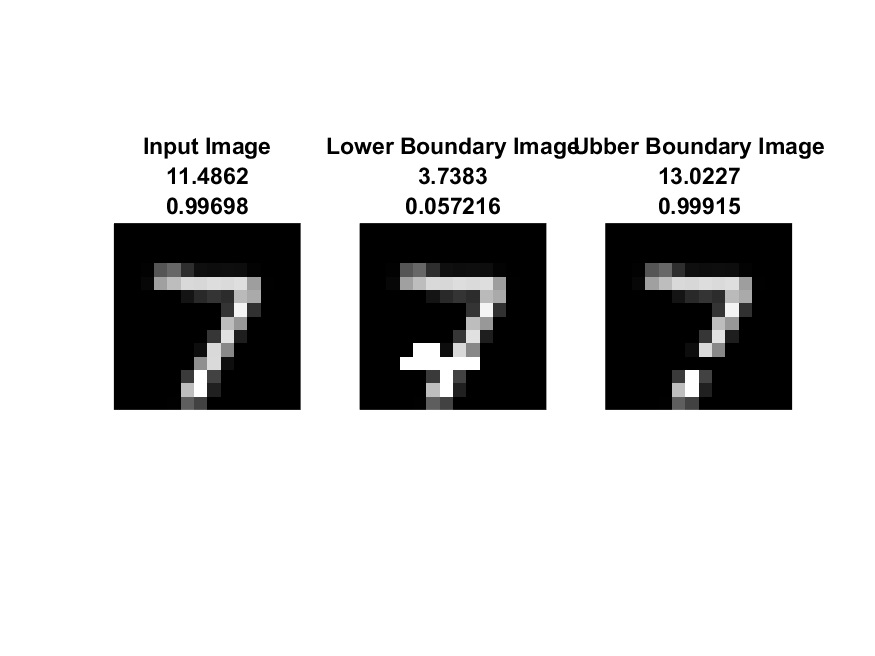 Input Image
11.4862
0.99698
Lower Boundary Image
3.7383
0.057216
Ubber Boundary Image
13.0227
0.99915